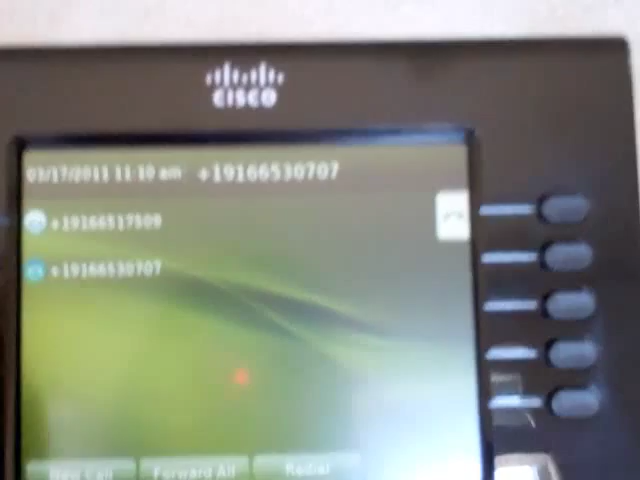 CISCO
03/17/2011 11:10 am +19166530707
+19166517509
+19166530707
New Call Forward All Redial